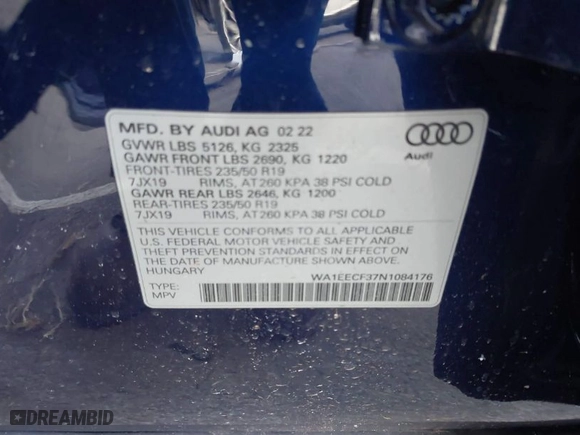 MFD. BY AUDI AG 02 22
GVWR LBS 5126, KG 2325
GAWR FRONT LBS 2690, KG 1220
FRONT-TIRES 235/50 R19
7JX19 RIMS, AT 260 KPA 38 PSI COLD
GAWR REAR LBS 2646, KG 1200
REAR-TIRES 235/50 R19
7JX19 RIMS, AT 260 KPA 38 PSI COLD
Audi
THIS VEHICLE CONFORMS TO ALL APPLICABLE
U.S. FEDERAL MOTOR VEHICLE SAFETY AND
THEFT PREVENTION STANDARDS IN EFFECT ON
THE DATE OF MANUFACTURE SHOWN ABOVE.
HUNGARY
WA1EECF37N1084176
TYPE:
MPV
DREAMBID